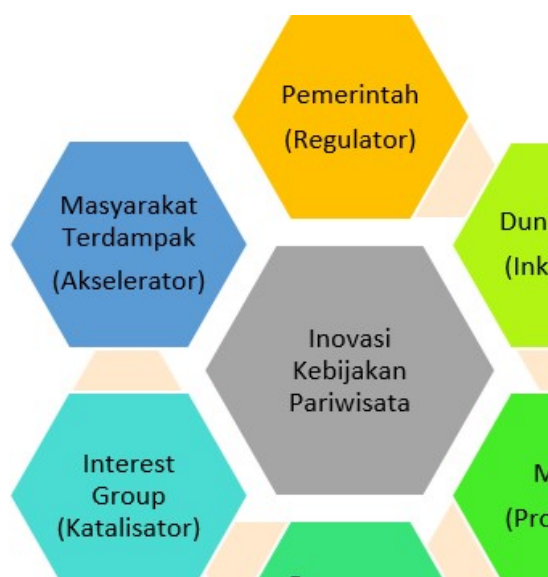 Pemerintah
(Regulator)
Masyarakat
Terdampak
(Akselerator)
Inovasi
Kebijakan
Pariwisata
Interest
Group
(Katalisator)